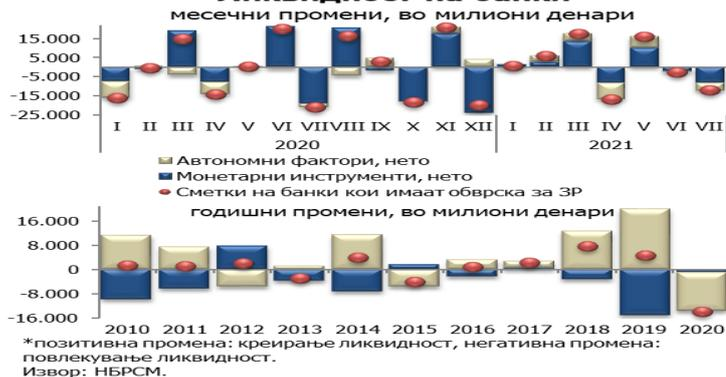 месечни промени, во милиони денари
15.000
5.000
-5.000
-15.000
-25.000
I II III IV V VI VII VIII IX X XI XII I II III IV V VI VII
2020 2021
Автономни фактори, нето
Монетарни инструменти, нето
Сметки на банки кои имаат обврска за ЗР
годишни промени, во милиони денари
16.000
8.000
0
-8.000
-16.000
2010 2011 2012 2013 2014 2015 2016 2017 2018 2019 2020
*позитивна промена: креирање ликвидност, негативна промена:
повлекување ликвидност.
Извор: НБРСМ.